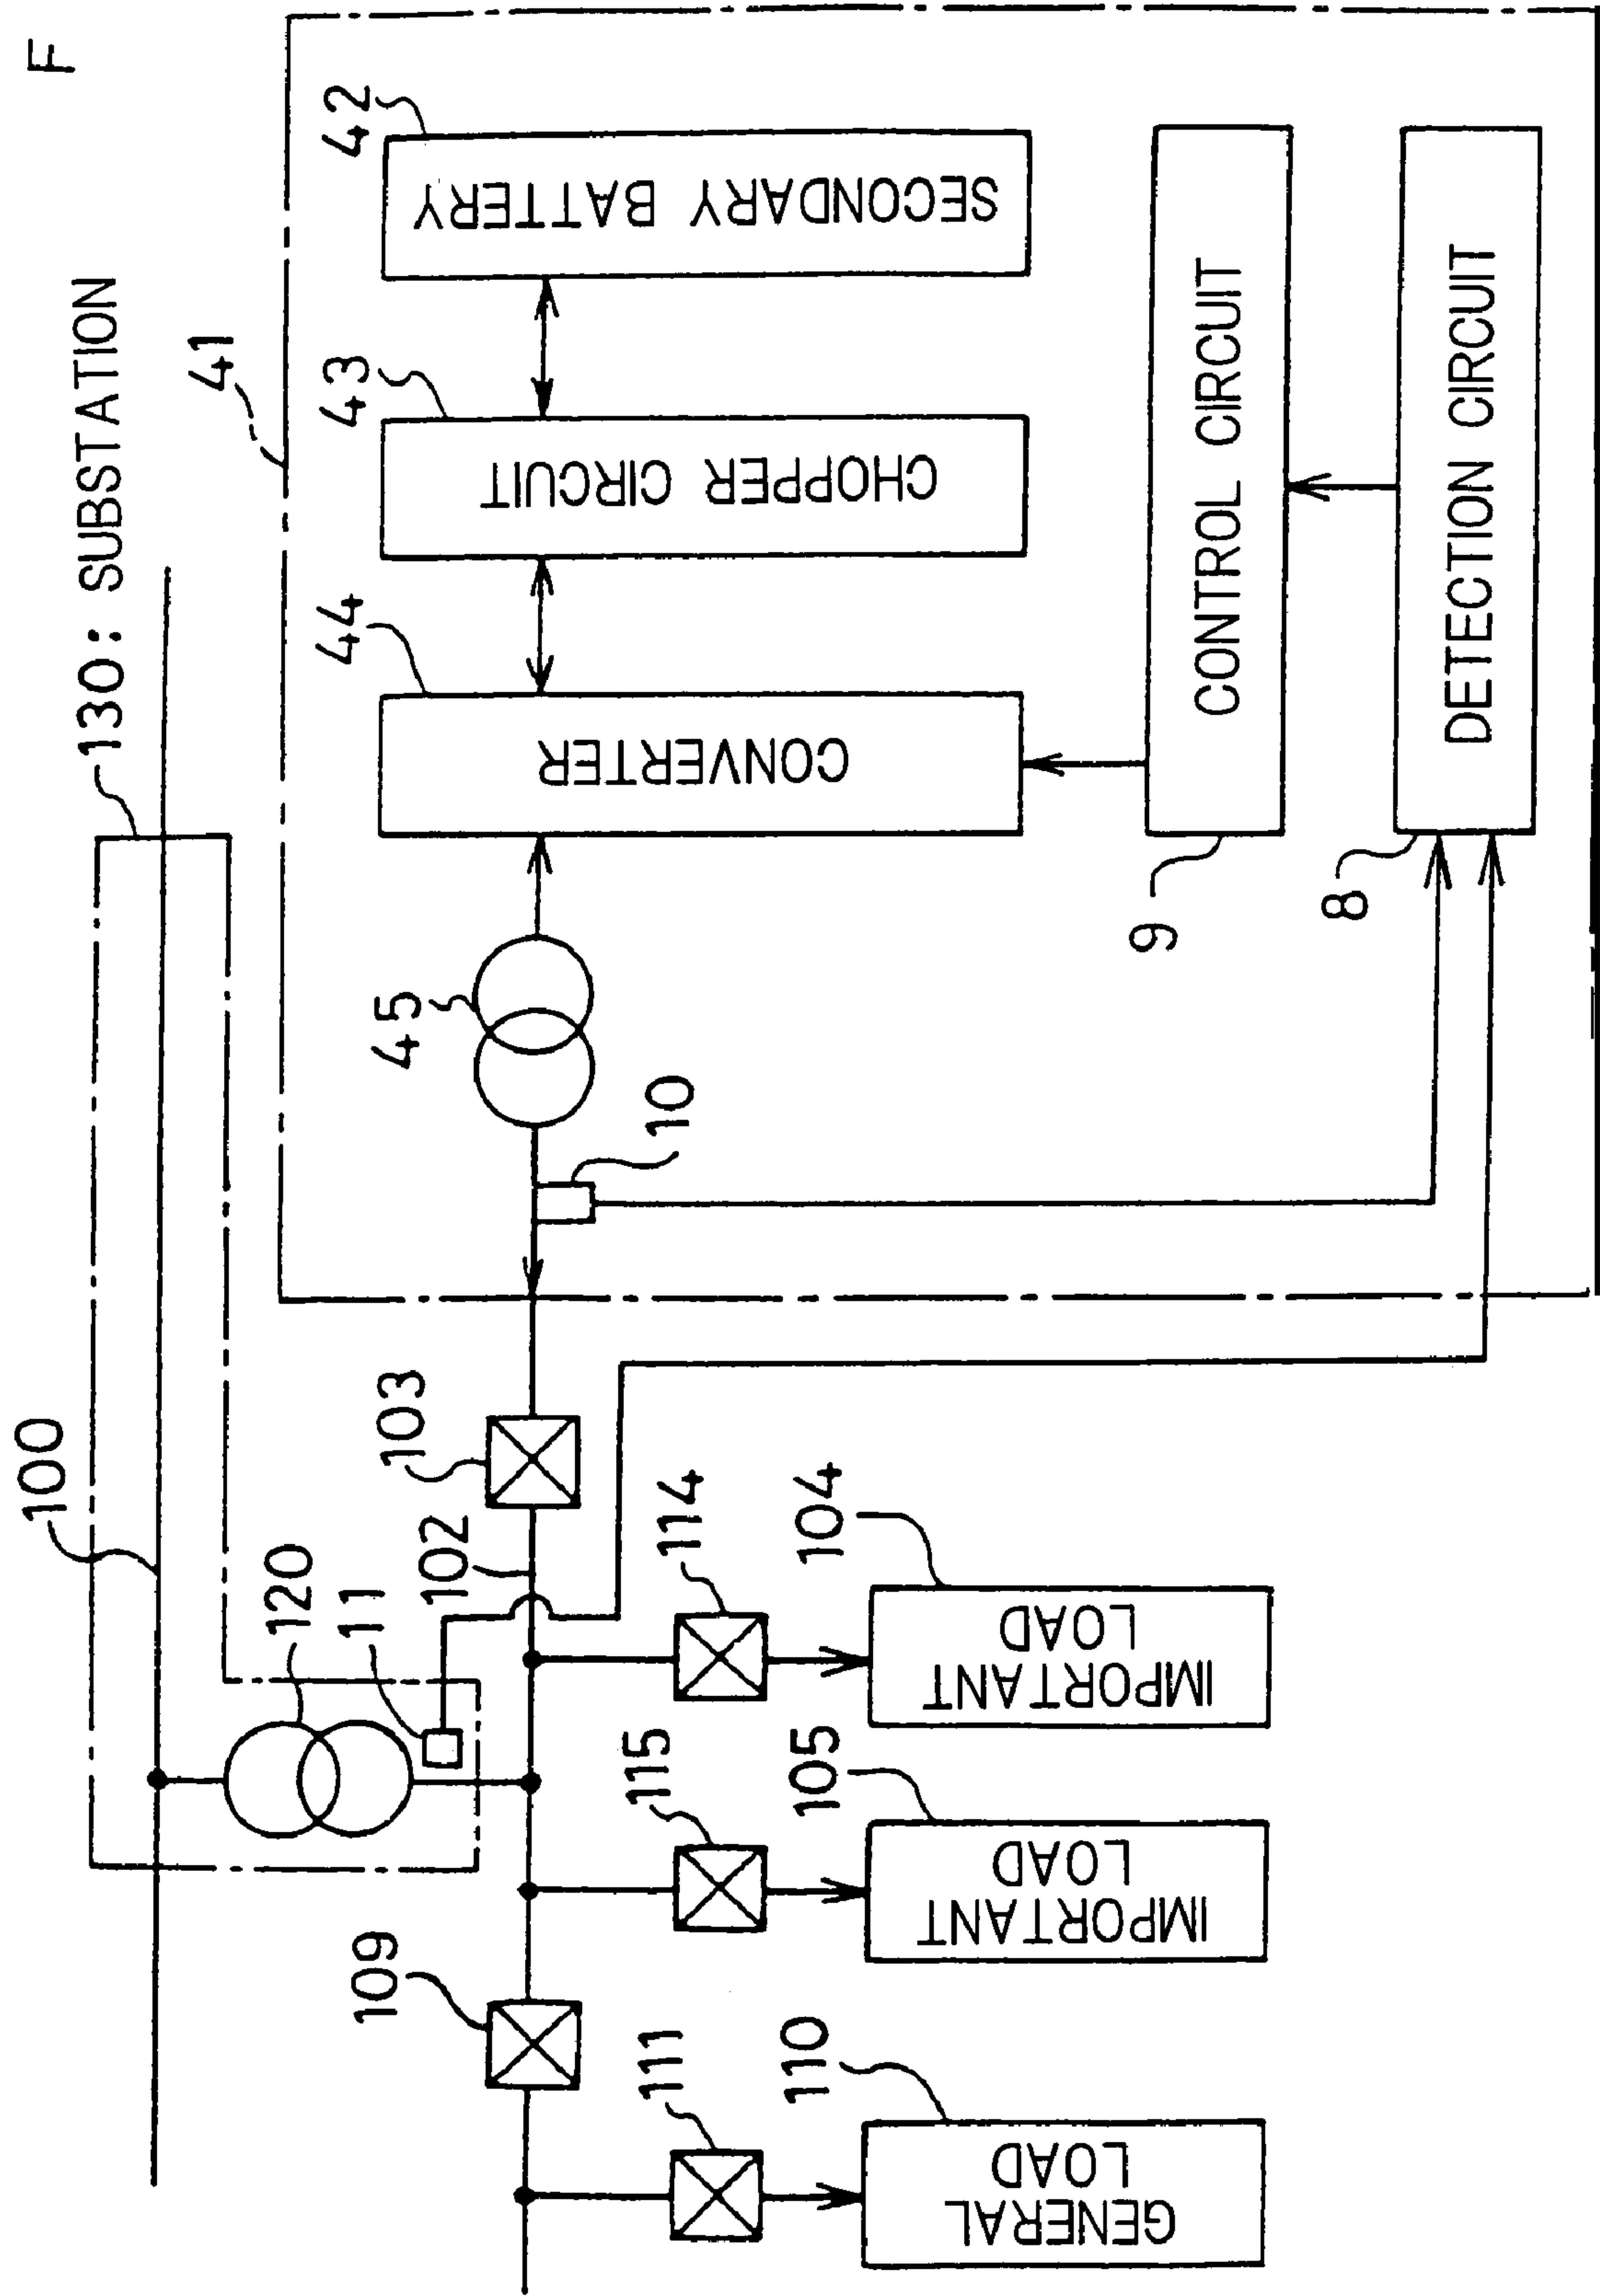 F
130: SUBSTATION
100
41
120
11
102
103
45
10
44
43
42
CONVERTER
CHOPPER CIRCUIT
SECONDARY BATTERY
9
CONTROL CIRCUIT
8
DETECTION CIRCUIT
109
111
115
114
110
105
104
GENERAL
LOAD
IMPORTANT
LOAD
IMPORTANT
LOAD